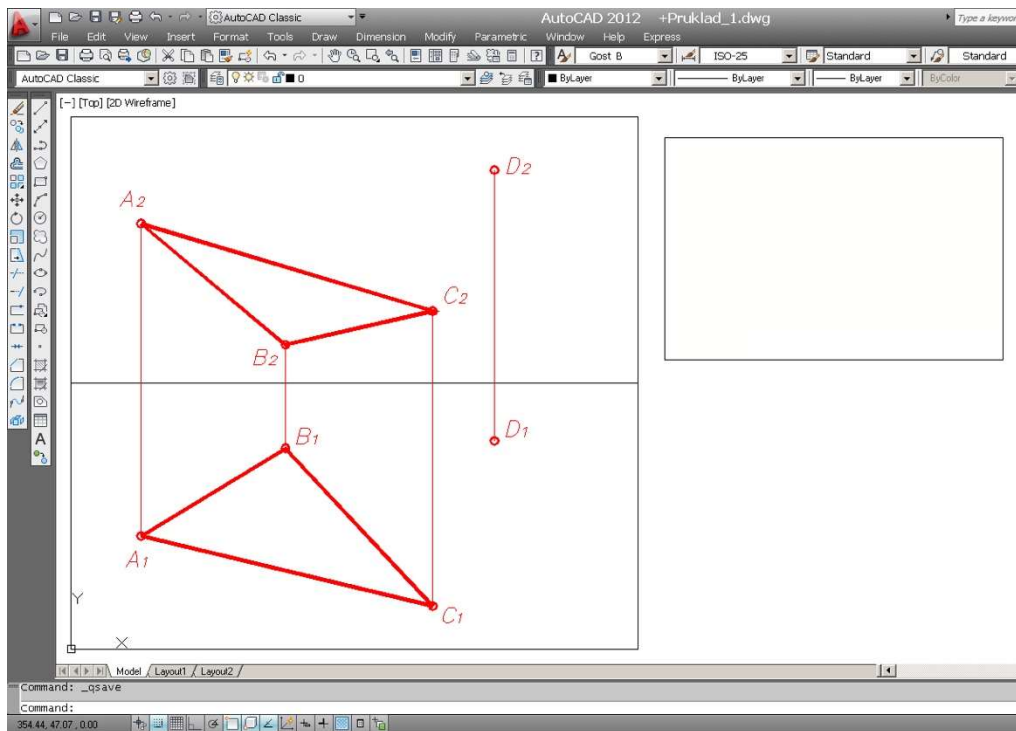 AutoCAD Classic
AutoCAD 2012 +Pruklad_1.dwg
Type a keywor
File Edit View Insert Format Tools Draw Dimension Modify Parametric Window Help Express
Gost B ISO-25 Standard Standard
AutoCAD Classic 0 ByLayer ByLayer ByLayer ByColor
[−] [Top] [2D Wireframe]
D2
A2
C2
B2
B1
D1
A1
C1
Y
X
Model Layout1 Layout2
Command: _qsave
Command:
354.44, 47.07, 0.00